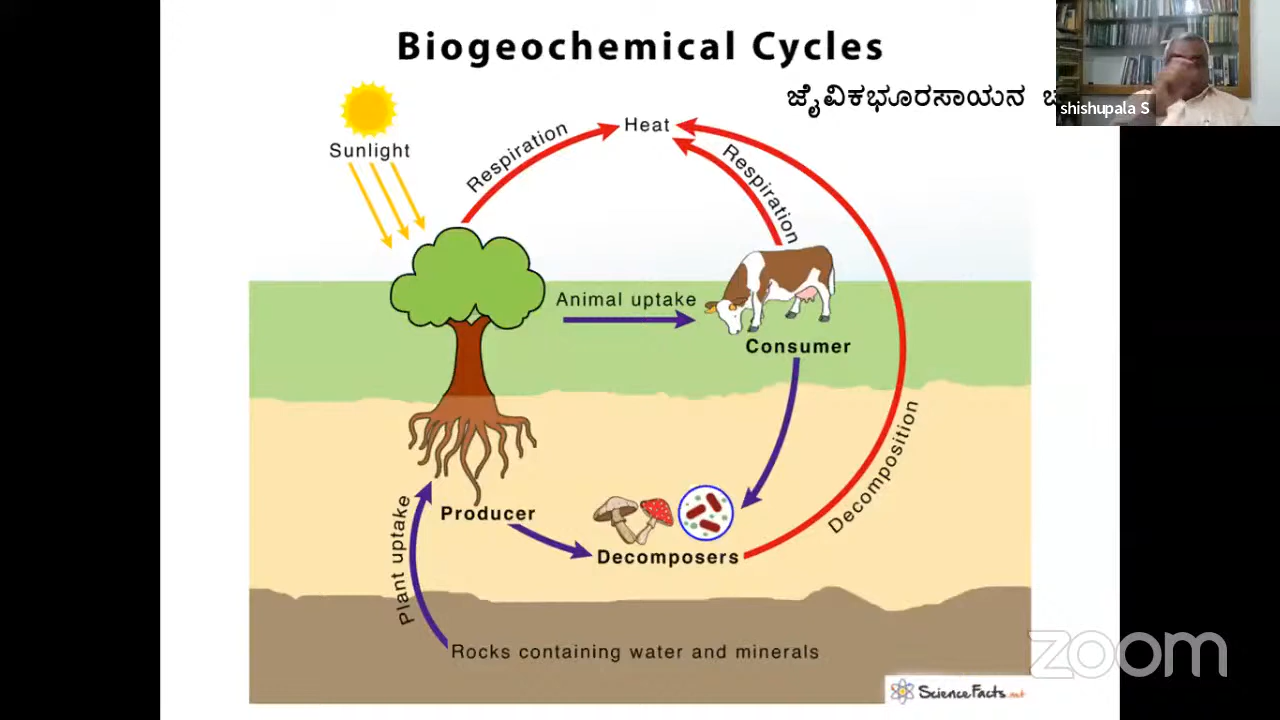 Biogeochemical Cycles
ಜೈವಿಕಭೂರಸಾಯನ
shishupala S
Sunlight
Respiration
Heat
Respiration
Animal uptake
Consumer
Decomposition
Plant uptake
Producer
Decomposers
Rocks containing water and minerals
zoom
ScienceFacts.net